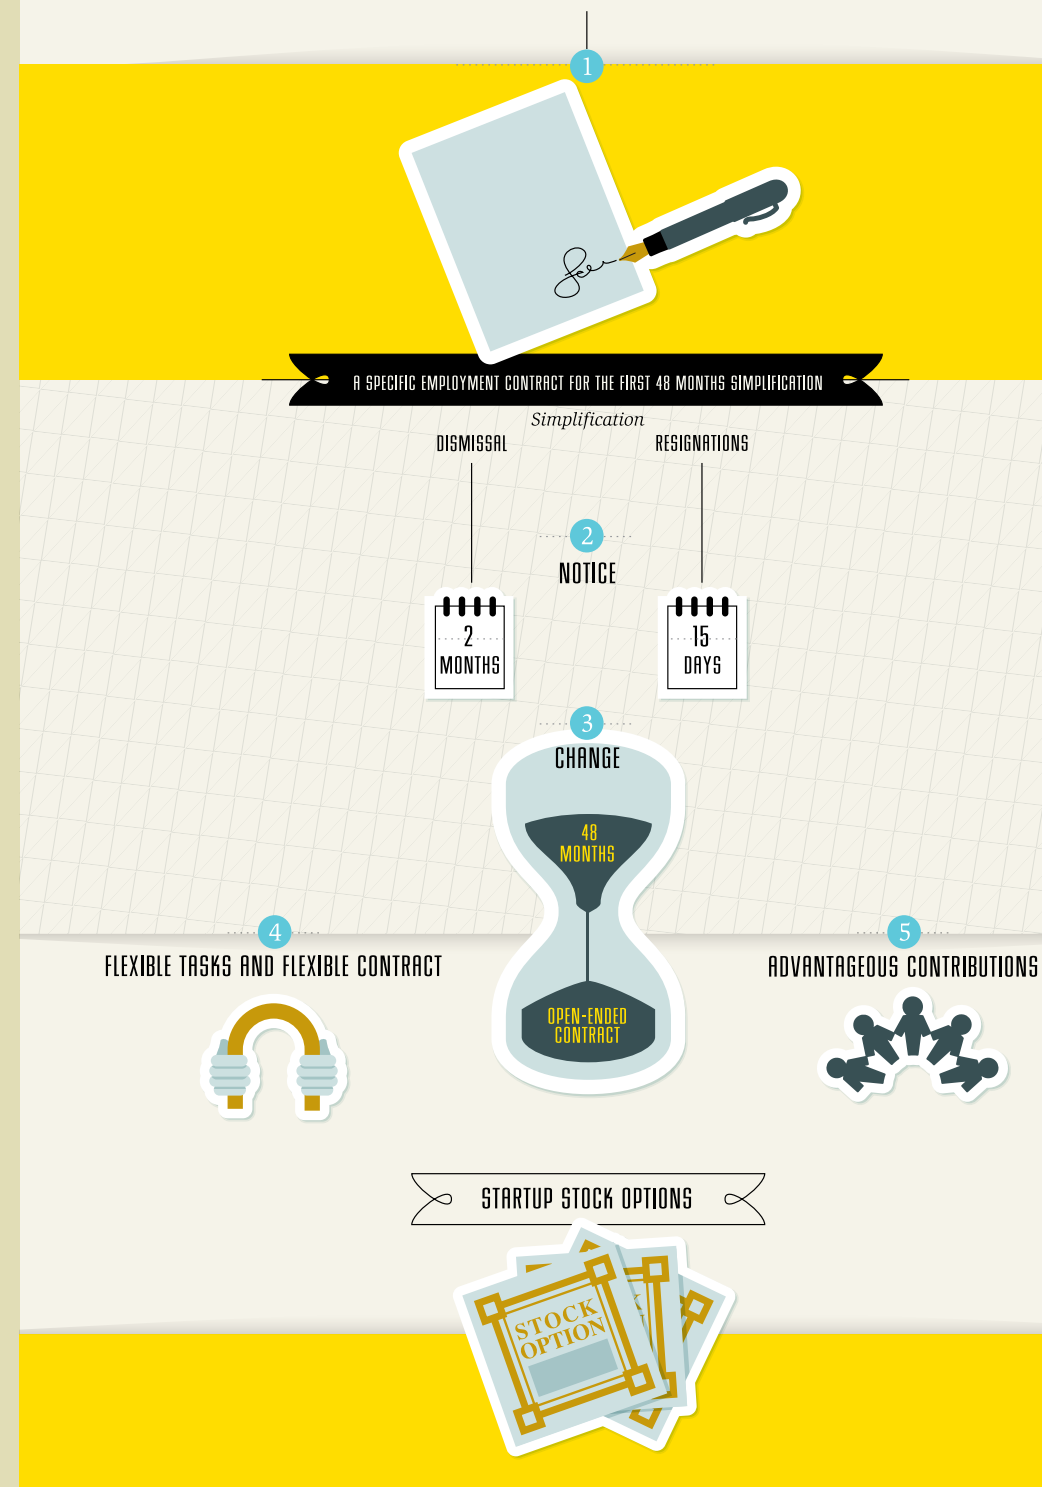 1
A SPECIFIC EMPLOYMENT CONTRACT FOR THE FIRST 48 MONTHS SIMPLIFICATION
Simplification
DISMISSAL
RESIGNATIONS
2
NOTICE
2
MONTHS
15
DAYS
3
CHANGE
48
MONTHS
4
FLEXIBLE TASKS AND FLEXIBLE CONTRACT
5
ADVANTAGEOUS CONTRIBUTIONS
OPEN-ENDED
CONTRACT
STARTUP STOCK OPTIONS
STOCK
OPTION